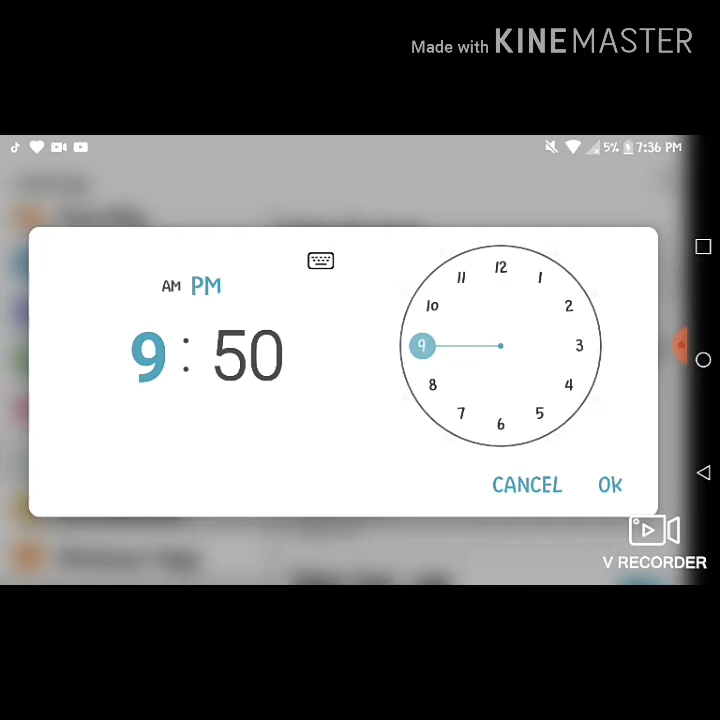 Made with KINEMASTER
5% 7:36 PM
AM PM
9 : 50
12
11 1
10 2
9 3
8 4
7 5
6
CANCEL OK
V RECORDER